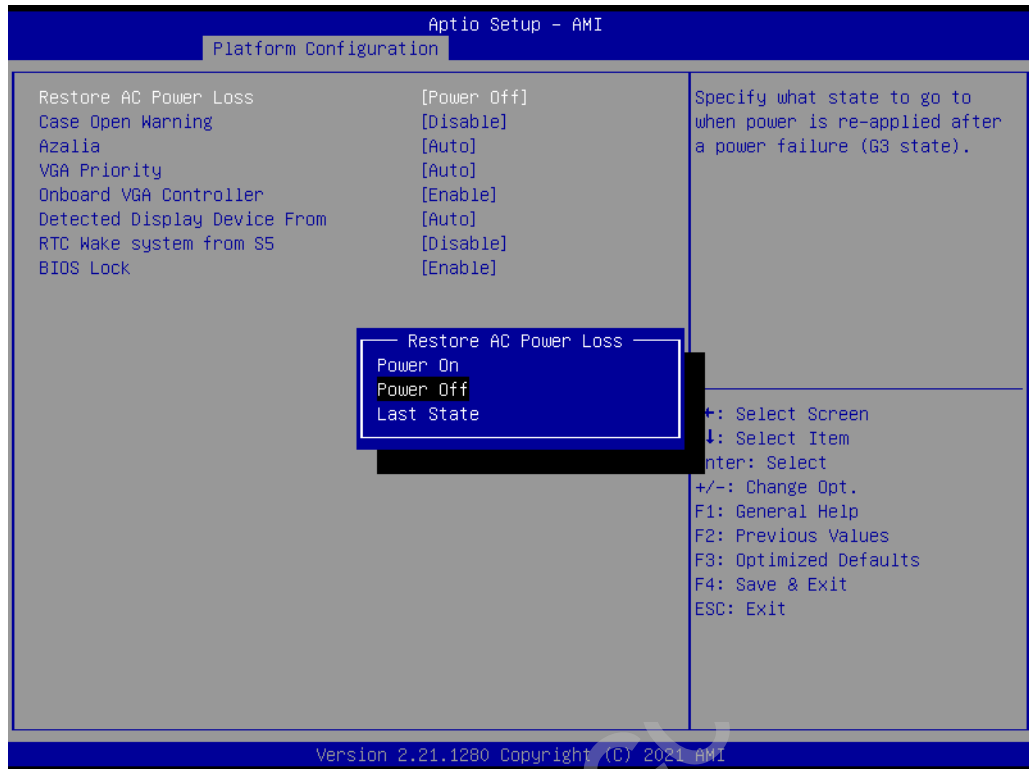 Aptio Setup – AMI
Platform Configuration
Restore AC Power Loss [Power Off]
Case Open Warning [Disable]
Azalia [Auto]
VGA Priority [Auto]
Onboard VGA Controller [Enable]
Detected Display Device From [Auto]
RTC Wake system from S5 [Disable]
BIOS Lock [Enable]
Specify what state to go to
when power is re-applied after
a power failure (G3 state).
Restore AC Power Loss
Power On
Power Off
Last State
: Select Screen
: Select Item
nter: Select
+/-: Change Opt.
F1: General Help
F2: Previous Values
F3: Optimized Defaults
F4: Save & Exit
ESC: Exit
Version 2.21.1280 Copyright (C) 2021 AMI